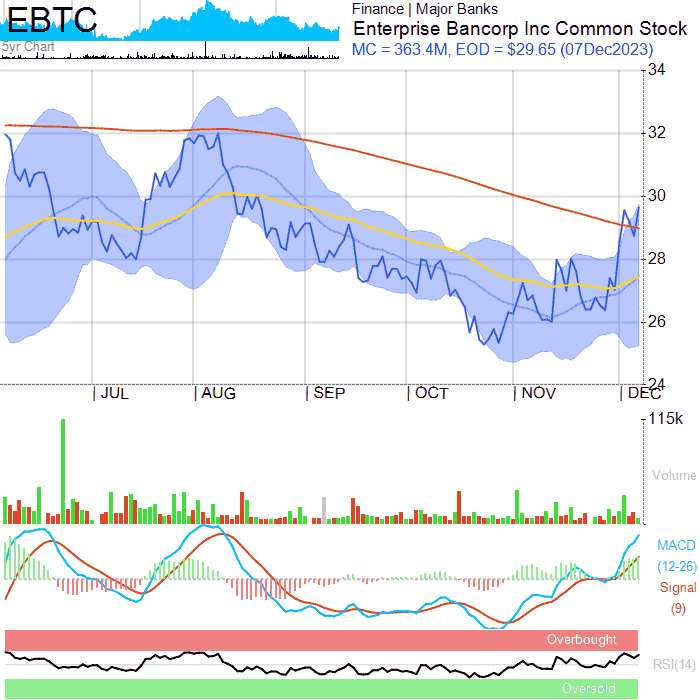 EBTC
5yr Chart
Finance | Major Banks
Enterprise Bancorp Inc Common Stock
MC = 363.4M, EOD = $29.65 (07Dec2023)
34
32
30
28
26
24
JUL AUG SEP OCT NOV DEC
115k
Volume
MACD
(12-26)
Signal
(9)
Overbought
RSI(14)
Oversold